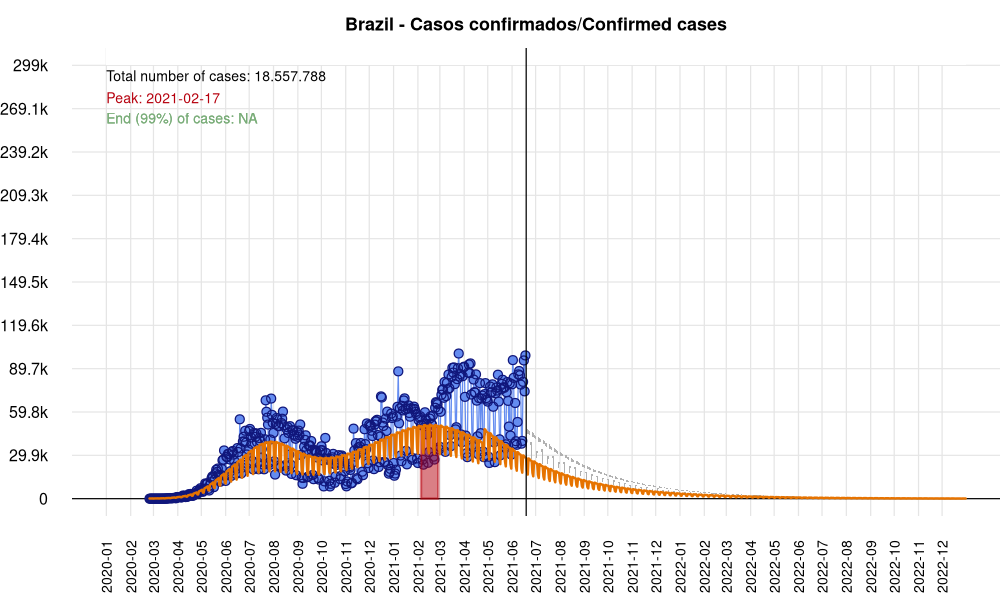 Brazil - Casos confirmados/Confirmed cases
299k
269.1k
239.2k
209.3k
179.4k
149.5k
119.6k
89.7k
59.8k
29.9k
0
Total number of cases: 18.557.788
Peak: 2021-02-17
End (99%) of cases: NA
2020-01
2020-02
2020-03
2020-04
2020-05
2020-06
2020-07
2020-08
2020-09
2020-10
2020-11
2020-12
2021-01
2021-02
2021-03
2021-04
2021-05
2021-06
2021-07
2021-08
2021-09
2021-10
2021-11
2021-12
2022-01
2022-02
2022-03
2022-04
2022-05
2022-06
2022-07
2022-08
2022-09
2022-10
2022-11
2022-12